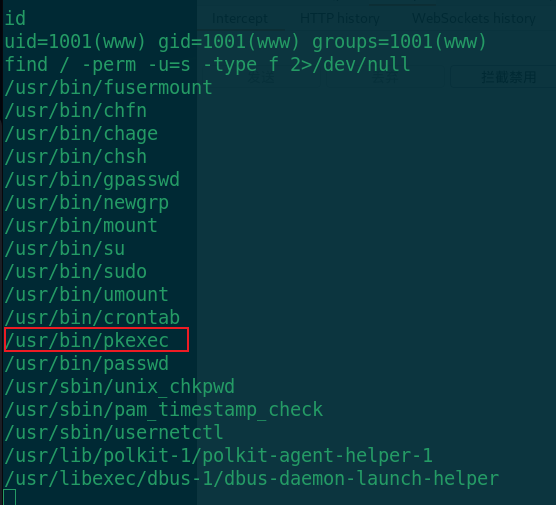 Intercept HTTP history WebSockets history
拦截禁用
id
uid=1001(www) gid=1001(www) groups=1001(www)
find / -perm -u=s -type f 2>/dev/null
/usr/bin/fusermount
/usr/bin/chfn
/usr/bin/chage
/usr/bin/chsh
/usr/bin/gpasswd
/usr/bin/newgrp
/usr/bin/mount
/usr/bin/su
/usr/bin/sudo
/usr/bin/umount
/usr/bin/crontab
/usr/bin/pkexec
/usr/bin/passwd
/usr/sbin/unix_chkpwd
/usr/sbin/pam_timestamp_check
/usr/sbin/usernetctl
/usr/lib/polkit-1/polkit-agent-helper-1
/usr/libexec/dbus-1/dbus-daemon-launch-helper